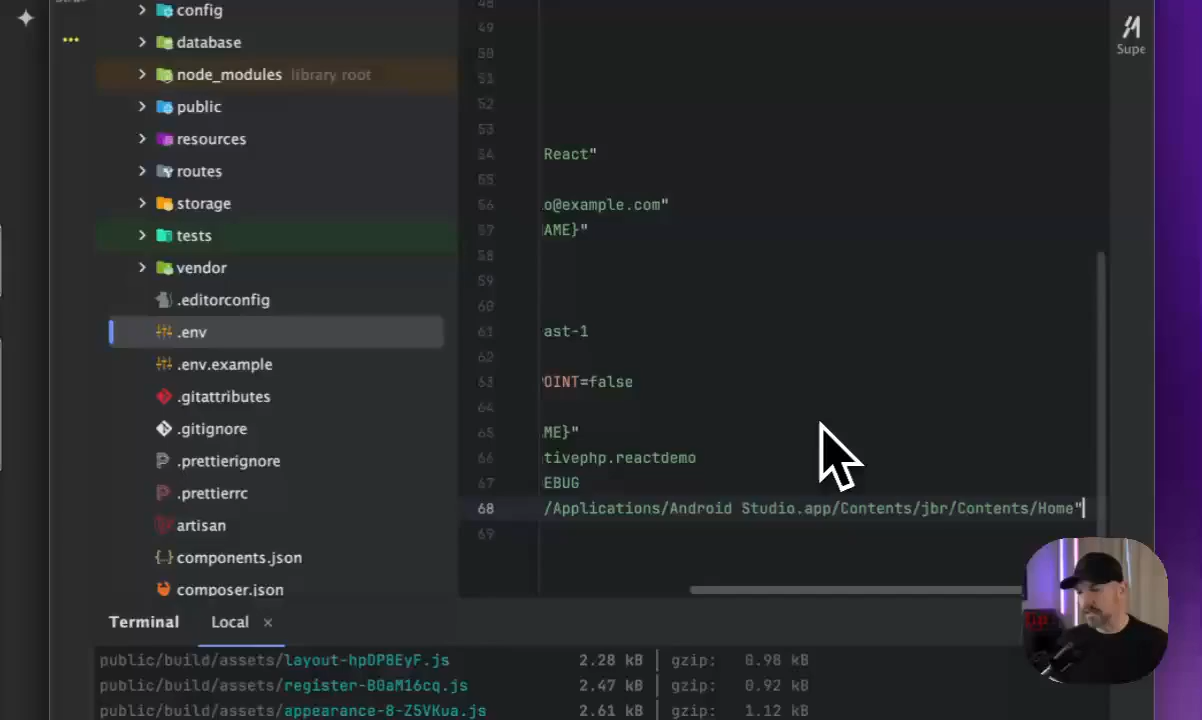 config
database
node_modules library root
public
resources
routes
storage
tests
vendor
.editorconfig
.env
.env.example
.gitattributes
.gitignore
.prettierignore
.prettierrc
artisan
components.json
composer.json
Supe
49
50
51
52
53
54 React"
55
56 .o@example.com"
57 AME}"
58
59
60
61 ast-1
62
63 OINT=false
64
65 ME}"
66 tivephp.reactdemo
67 EBUG
68 /Applications/Android Studio.app/Contents/jbr/Contents/Home"
69
Terminal Local ×
public/build/assets/layout-hpDP8EyF.js 2.28 kB │ gzip: 0.98 kB
public/build/assets/register-B0aM16cq.js 2.47 kB │ gzip: 0.92 kB
public/build/assets/appearance-8-Z5VKua.js 2.61 kB │ gzip: 1.12 kB